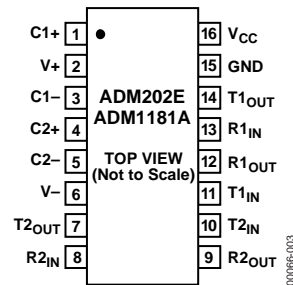 C1+ 1
V+ 2
C1– 3
C2+ 4
C2– 5
V– 6
T2OUT 7
R2IN 8
ADM202E
ADM1181A
TOP VIEW
(Not to Scale)
16 VCC
15 GND
14 T1OUT
13 R1IN
12 R1OUT
11 T1IN
10 T2IN
9 R2OUT
00066-003